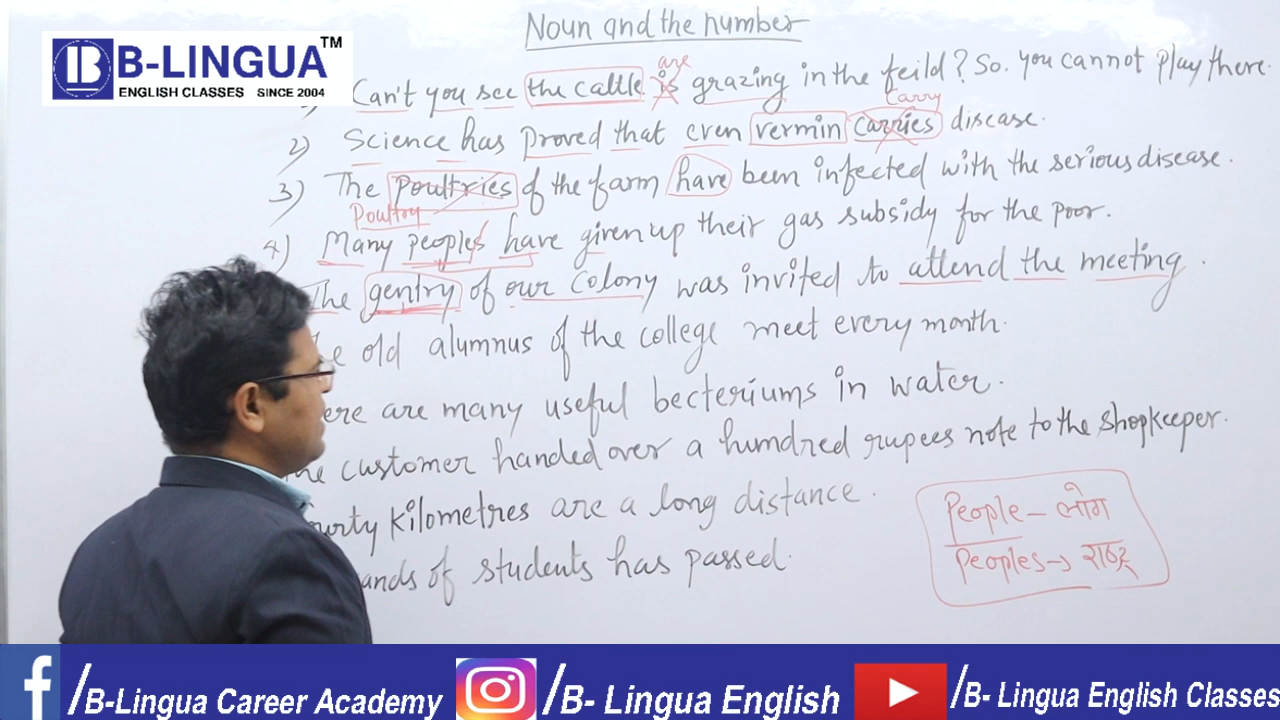 Noun and the number
B-LINGUA TM
ENGLISH CLASSES SINCE 2004
are
Can't you see the cattle is grazing in the feild? So. you cannot play there.
Carry
2) Science has proved that even vermin carries disease.
3) The poultries of the farm have been infected with the serious disease.
Poultry
4) Many peoples have given up their gas subsidy for the poor.
The gentry of our colony was invited to attend the meeting.
old alumnus of the college meet every month.
are many useful becteriums in water.
customer handed over a humdred rupees note to the shopkeeper.
kilometres are a long distance.
of students has passed.
People - लोग
Peoples → राष्ट्र
/B-Lingua Career Academy
/B- Lingua English
/B- Lingua English Classes